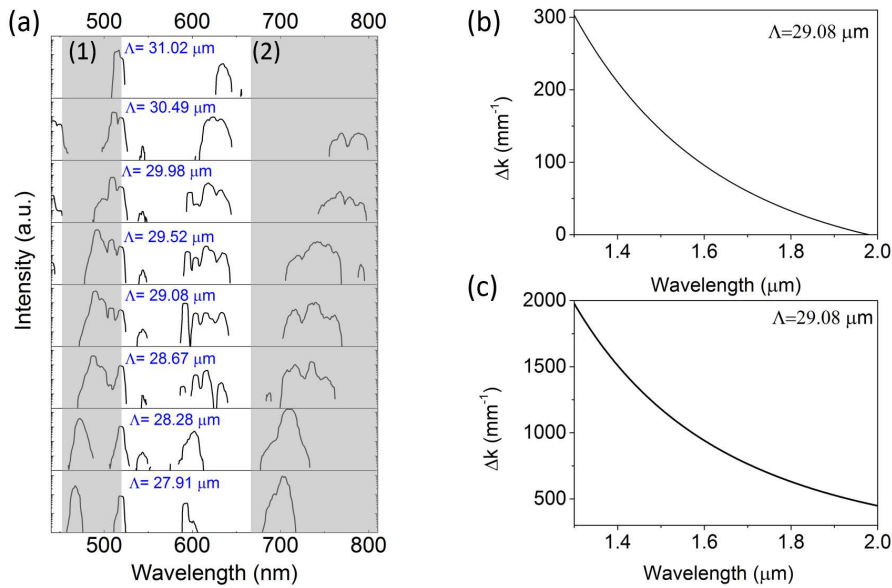 (a)
500 600 700 800
(1)
(2)
Λ= 31.02 μm
Λ= 30.49 μm
Λ= 29.98 μm
Λ= 29.52 μm
Λ= 29.08 μm
Λ= 28.67 μm
Λ= 28.28 μm
Λ= 27.91 μm
Intensity (a.u.)
500 600 700 800
Wavelength (nm)
(b)
Λ=29.08 μm
300
200
100
0
Δk (mm⁻¹)
1.4 1.6 1.8 2.0
Wavelength (μm)
(c)
Λ=29.08 μm
2000
1500
1000
500
Δk (mm⁻¹)
1.4 1.6 1.8 2.0
Wavelength (μm)